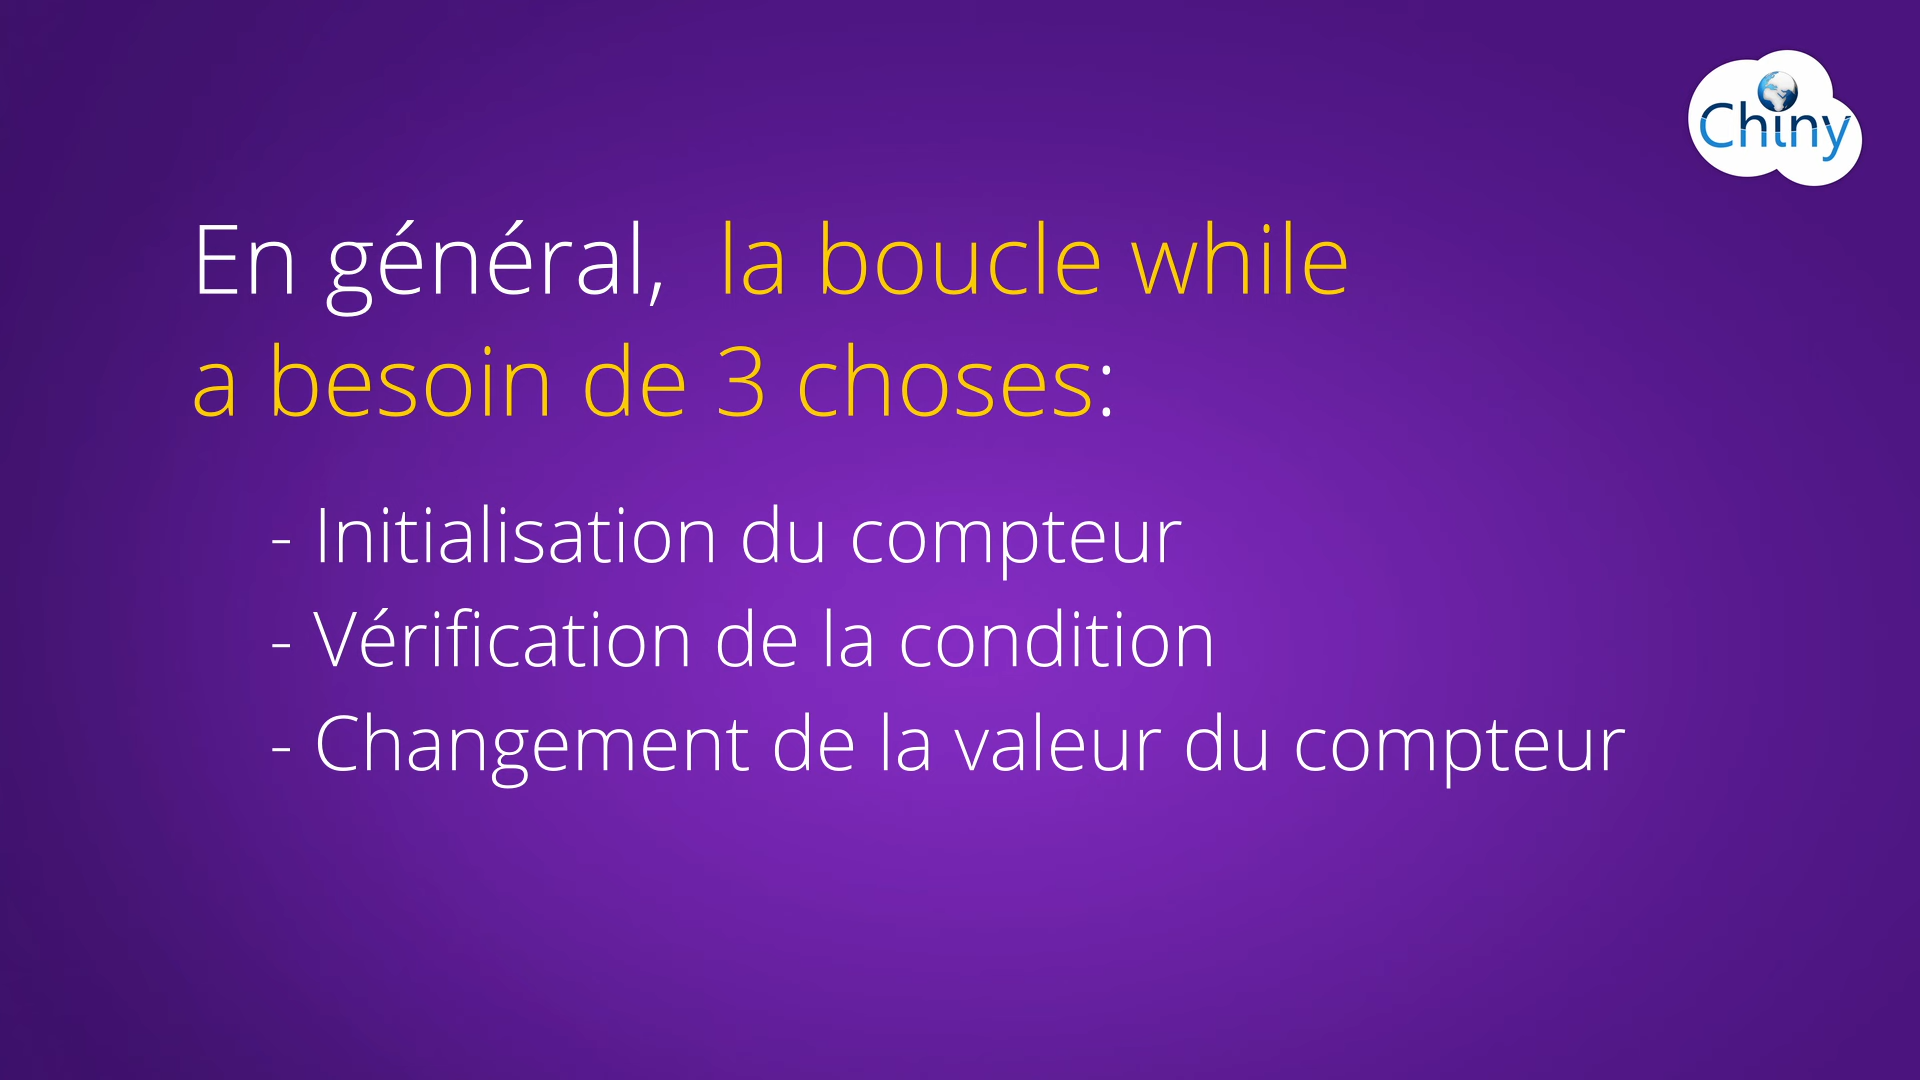 Chiny
En général, la boucle while
a besoin de 3 choses:
- Initialisation du compteur
- Vérification de la condition
- Changement de la valeur du compteur